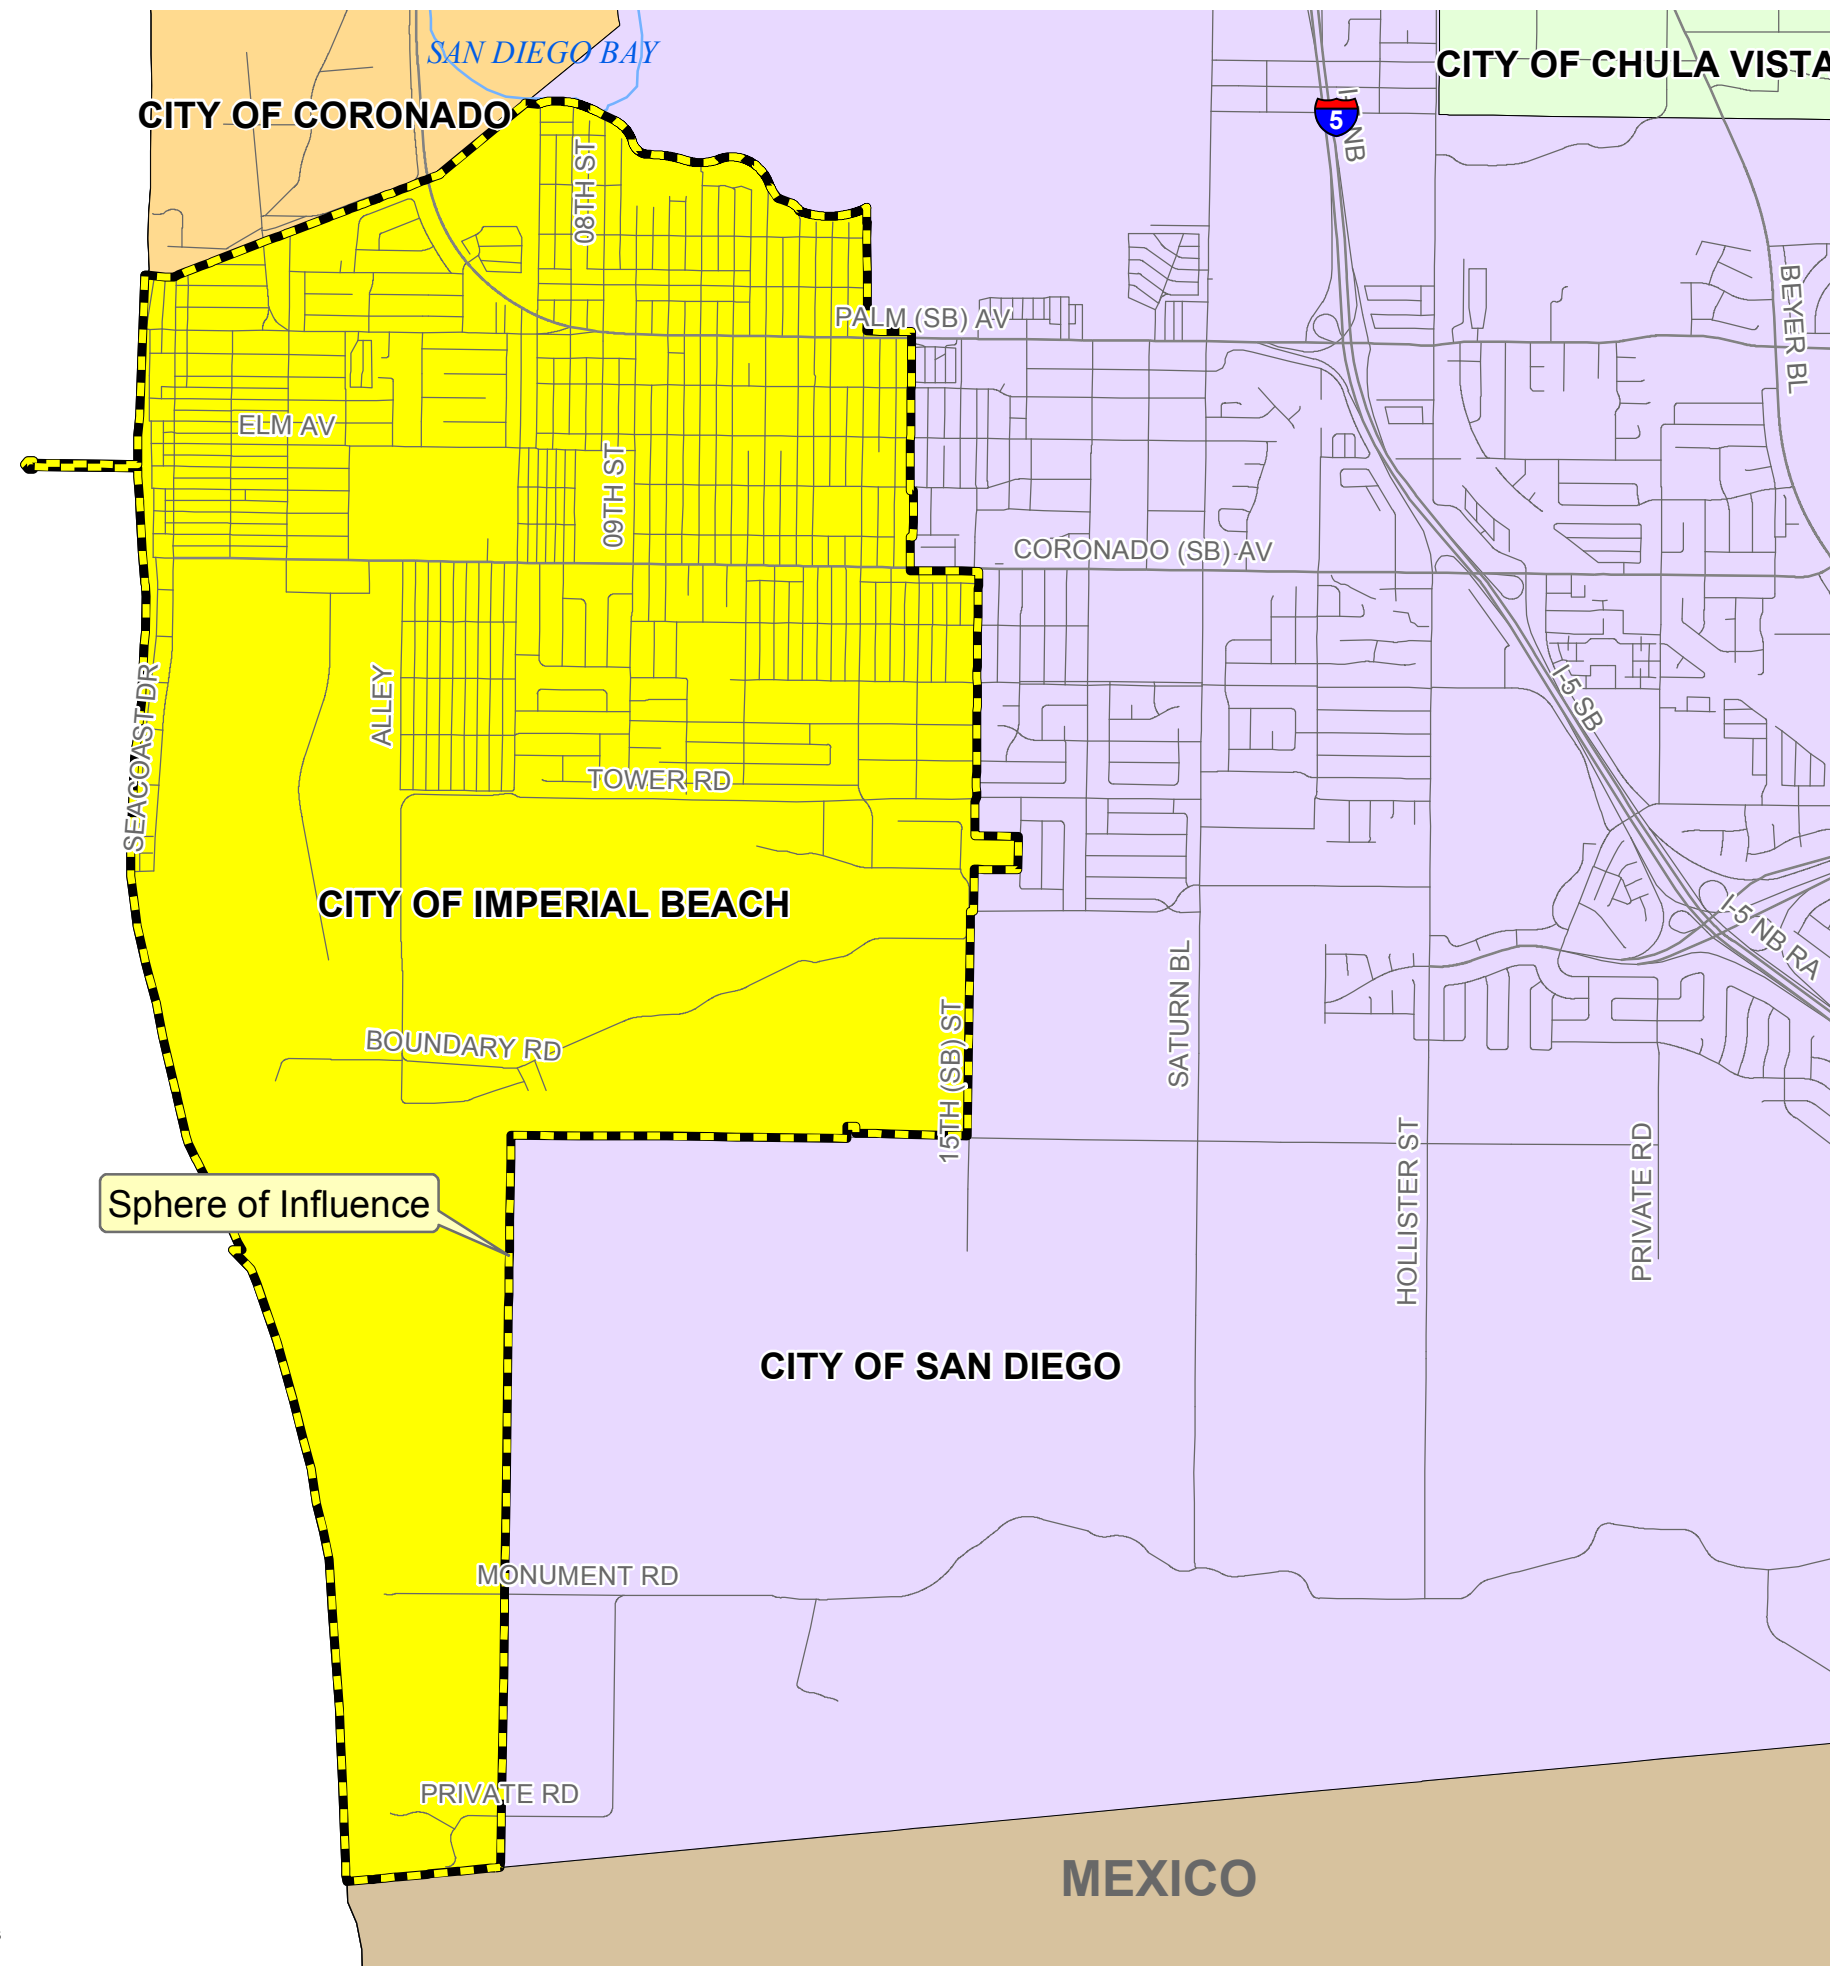 SAN DIEGO BAY
CITY OF CHULA VISTA
CITY OF CORONADO
I-5 NB
5
08TH ST
BEYER BL
PALM (SB) AV
ELM AV
09TH ST
CORONADO (SB) AV
SEACOAST DR
ALLEY
I-5 SB
TOWER RD
CITY OF IMPERIAL BEACH
I-5 NB RA
SATURN BL
BOUNDARY RD
15TH (SB) ST
HOLLISTER ST
PRIVATE RD
Sphere of Influence
CITY OF SAN DIEGO
MONUMENT RD
PRIVATE RD
MEXICO